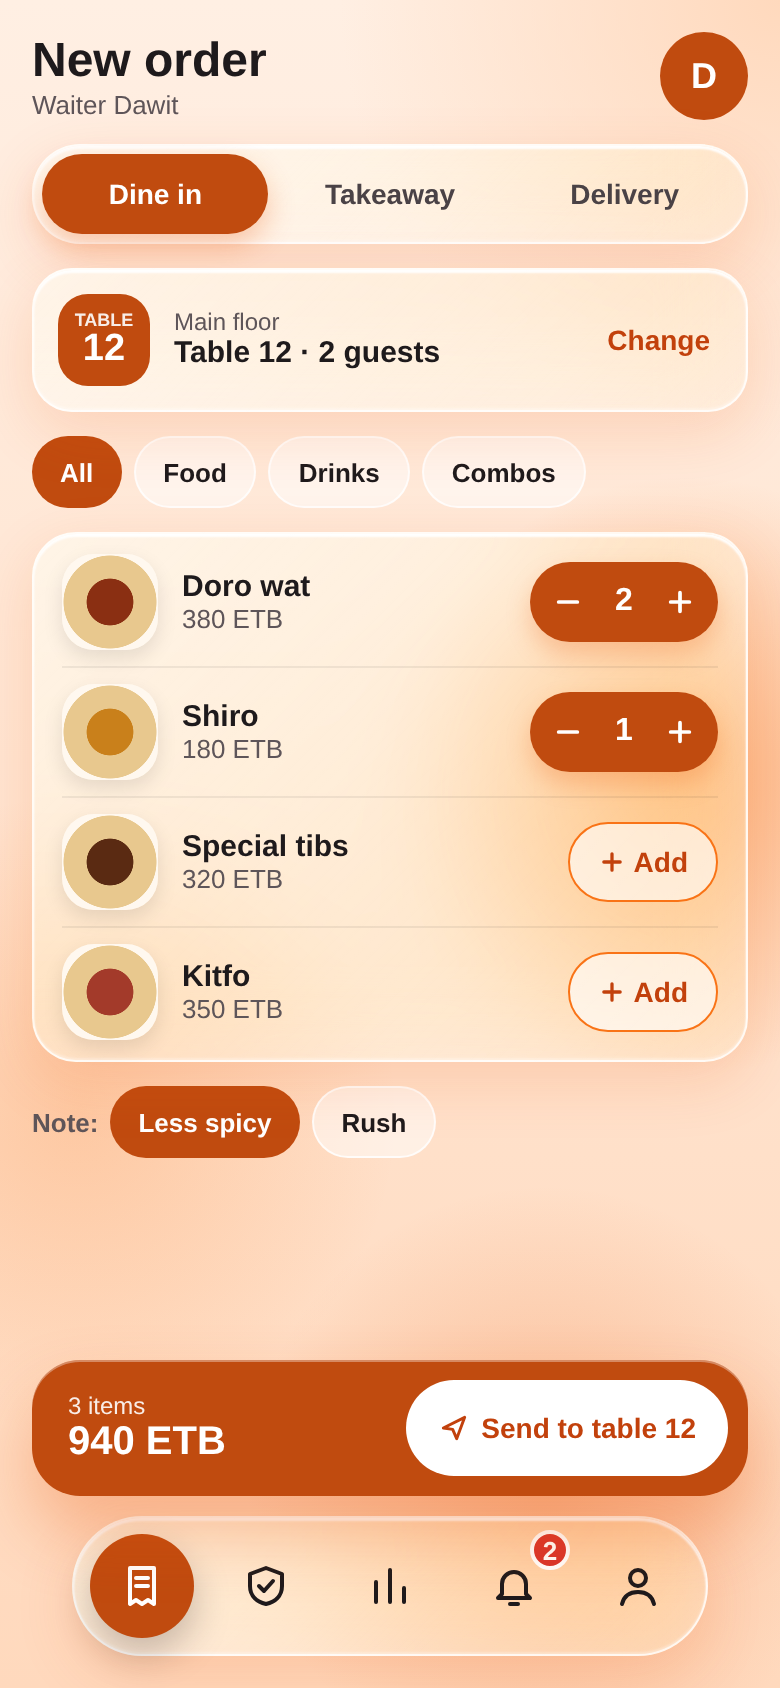 New order
Waiter Dawit
D
Dine in
Takeaway
Delivery
TABLE
12
Main floor
Table 12 · 2 guests
Change
All
Food
Drinks
Combos
Doro wat
380 ETB
2
Shiro
180 ETB
1
Special tibs
320 ETB
Add
Kitfo
350 ETB
Add
Note:
Less spicy
Rush
3 items
940 ETB
Send to table 12
2